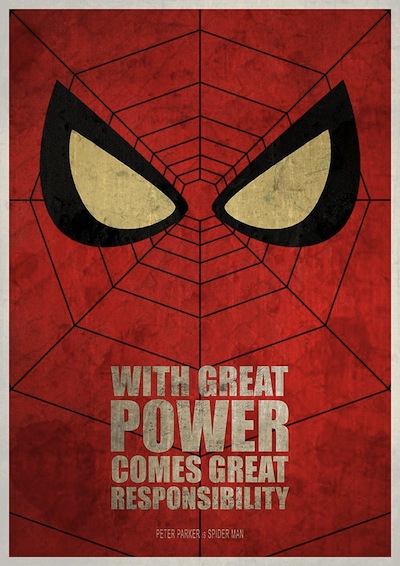 WITH GREAT
POWER
COMES GREAT
RESPONSIBILITY
PETER PARKER is SPIDER MAN